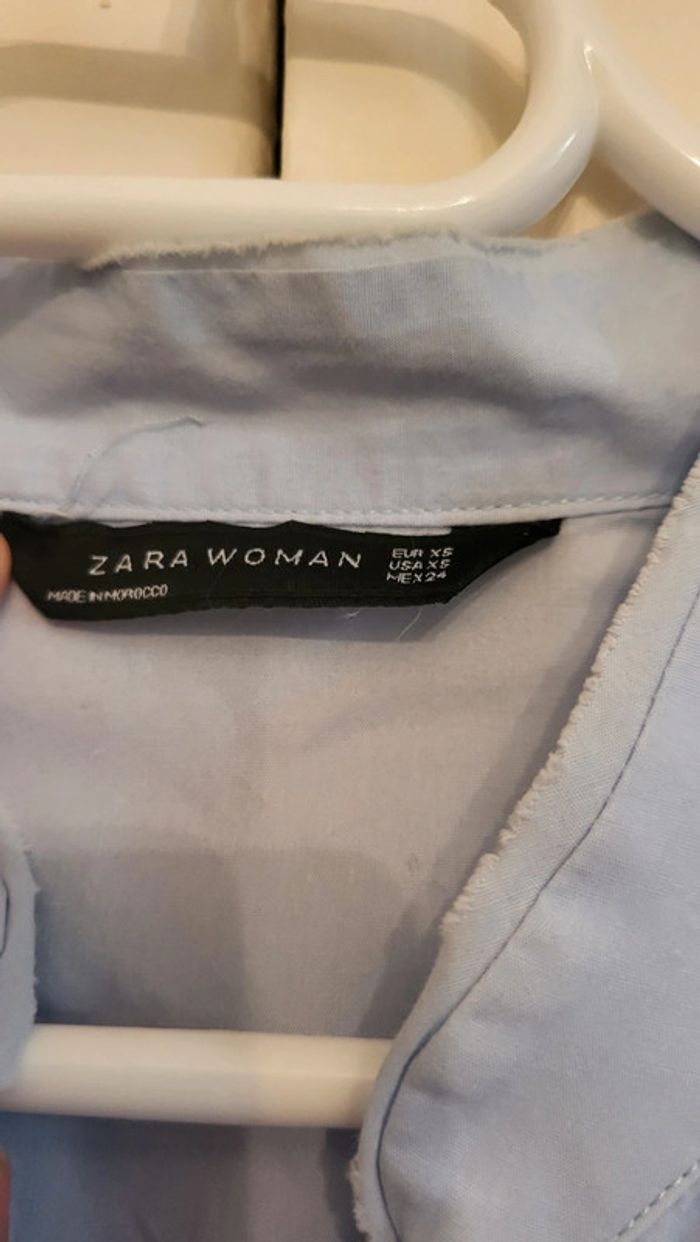 ZARA WOMAN
EUR XS
USA XS
MEX 24
MADE IN MOROCCO